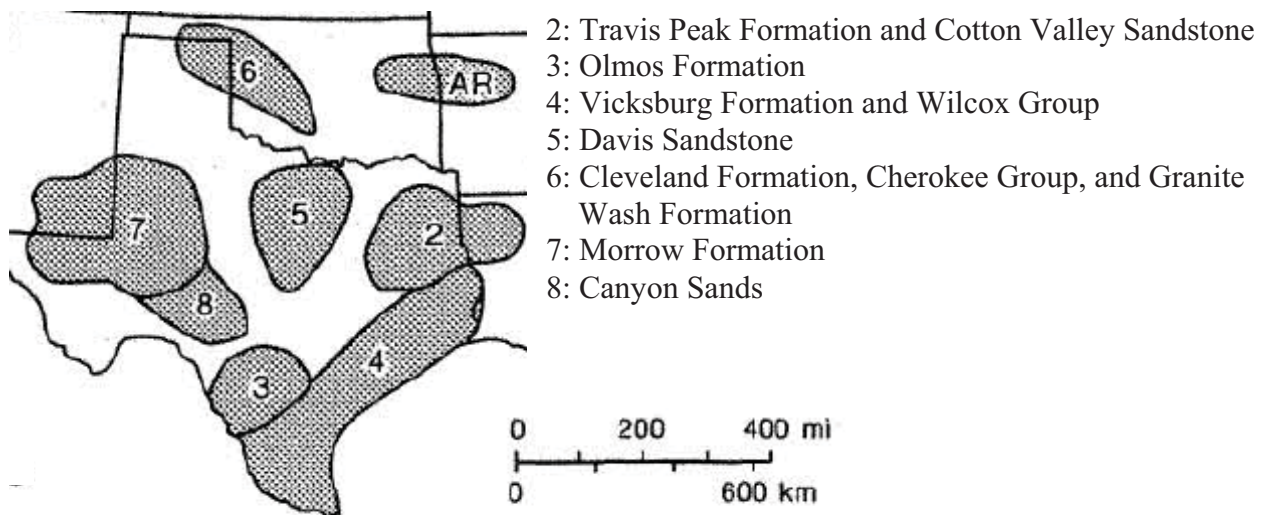 2: Travis Peak Formation and Cotton Valley Sandstone
3: Olmos Formation
4: Vicksburg Formation and Wilcox Group
5: Davis Sandstone
6: Cleveland Formation, Cherokee Group, and Granite
Wash Formation
7: Morrow Formation
8: Canyon Sands
6
AR
7
5
2
8
3
4
0 200 400 mi
0 600 km